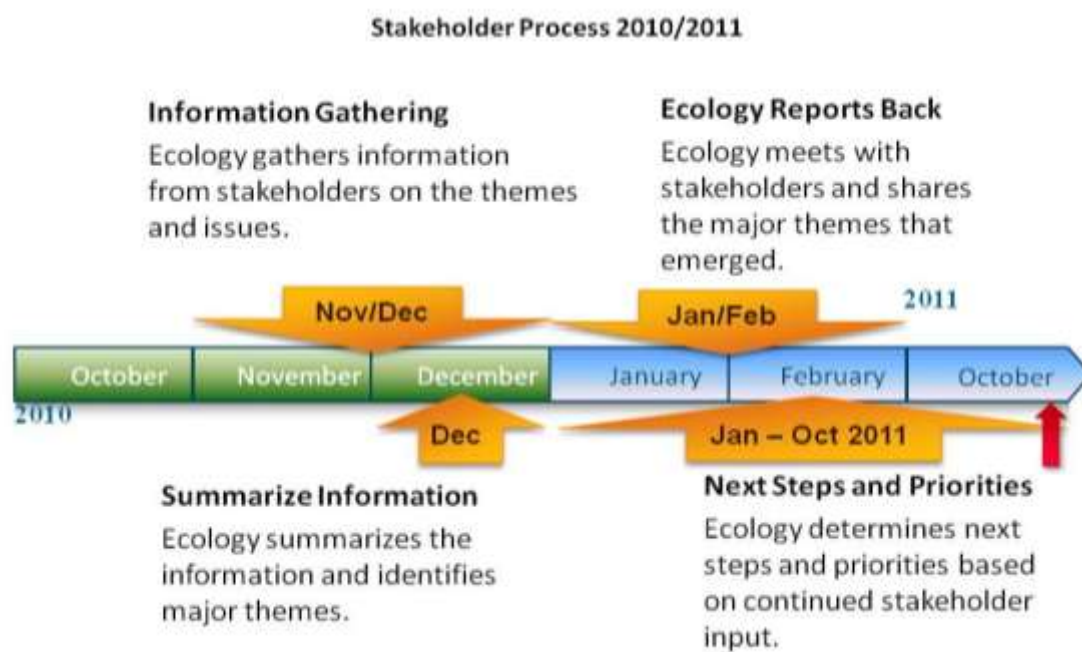 Stakeholder Process 2010/2011
Information Gathering
Ecology gathers information
from stakeholders on the themes
and issues.
Ecology Reports Back
Ecology meets with
stakeholders and shares
the major themes that
emerged.
2011
Nov/Dec
Jan/Feb
October
November
December
January
February
October
2010
Dec
Jan – Oct 2011
Summarize Information
Ecology summarizes the
information and identifies
major themes.
Next Steps and Priorities
Ecology determines next
steps and priorities based
on continued stakeholder
input.